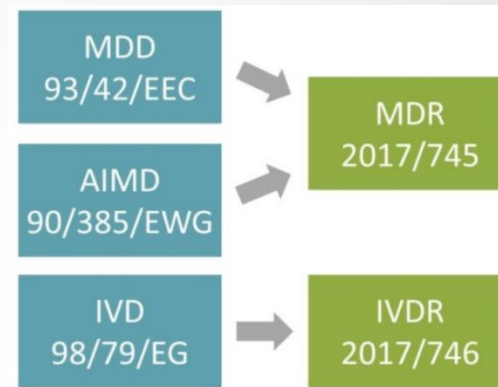 MDD
93/42/EEC
MDR
2017/745
AIMD
90/385/EWG
IVD
98/79/EG
IVDR
2017/746